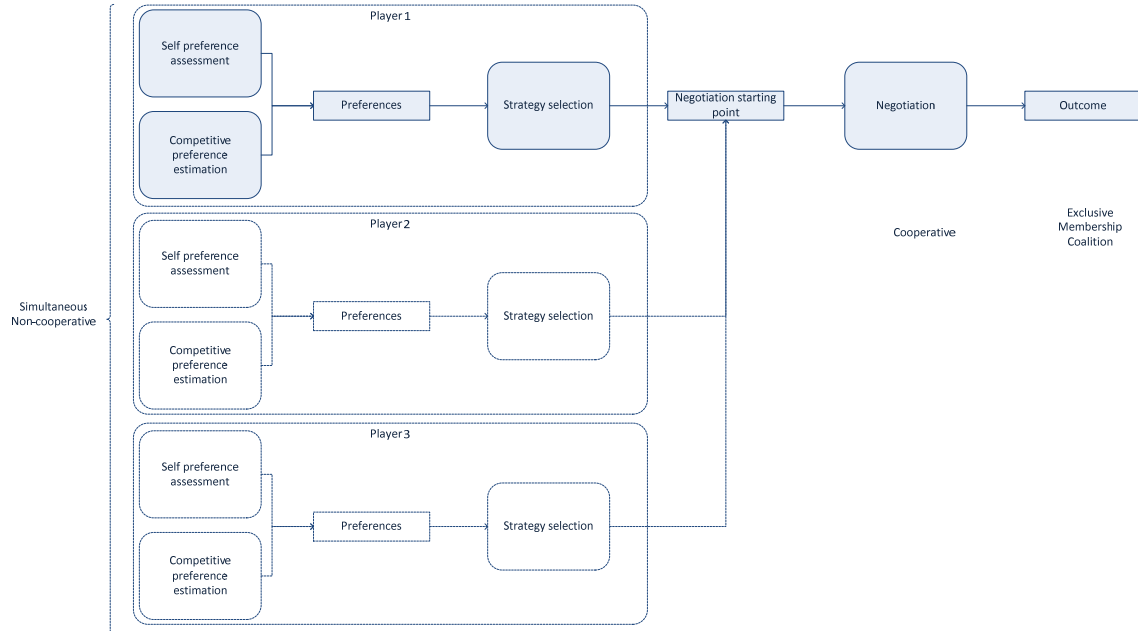 Player 1
Self preference
assessment
Competitive
preference
estimation
Preferences
Strategy selection
Negotiation starting
point
Negotiation
Outcome
Player 2
Self preference
assessment
Competitive
preference
estimation
Preferences
Strategy selection
Cooperative
Exclusive
Membership
Coalition
Simultaneous
Non-cooperative
Player 3
Self preference
assessment
Competitive
preference
estimation
Preferences
Strategy selection